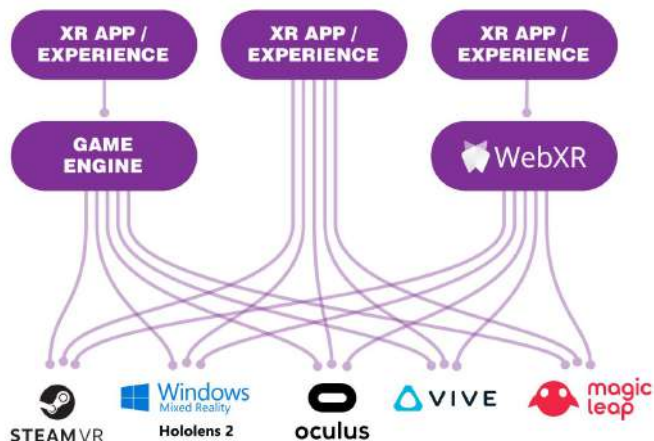 XR APP /
EXPERIENCE
XR APP /
EXPERIENCE
XR APP /
EXPERIENCE
GAME
ENGINE
WebXR
STEAMVR
Windows
Mixed Reality
Hololens 2
oculus
VIVE
magic
leap